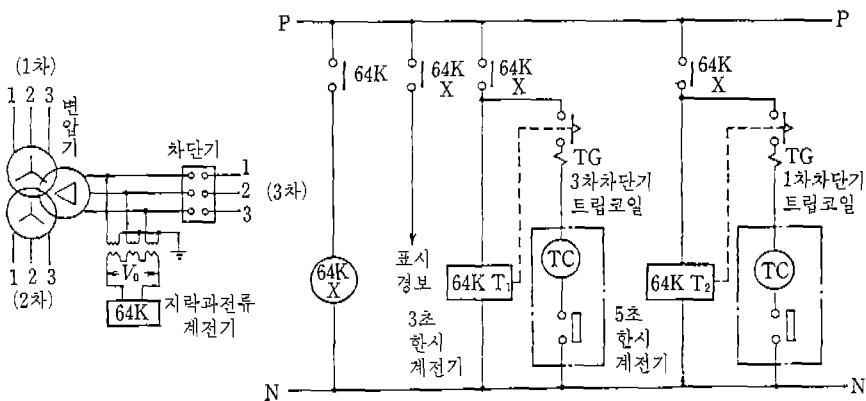 (1차)
1 2 3
변압기
차단기
1
2
3
(3차)
1 2 3
(2차)
V₀
64K
지락과전류
계전기
P
P
64K
64K
X
64K
X
64K
X
TG
3차차단기
트립코일
TG
1차차단기
트립코일
64K
X
표시
경보
64K T₁
3초
한시
계전기
TC
64K T₂
5초
한시
계전기
TC
N
N